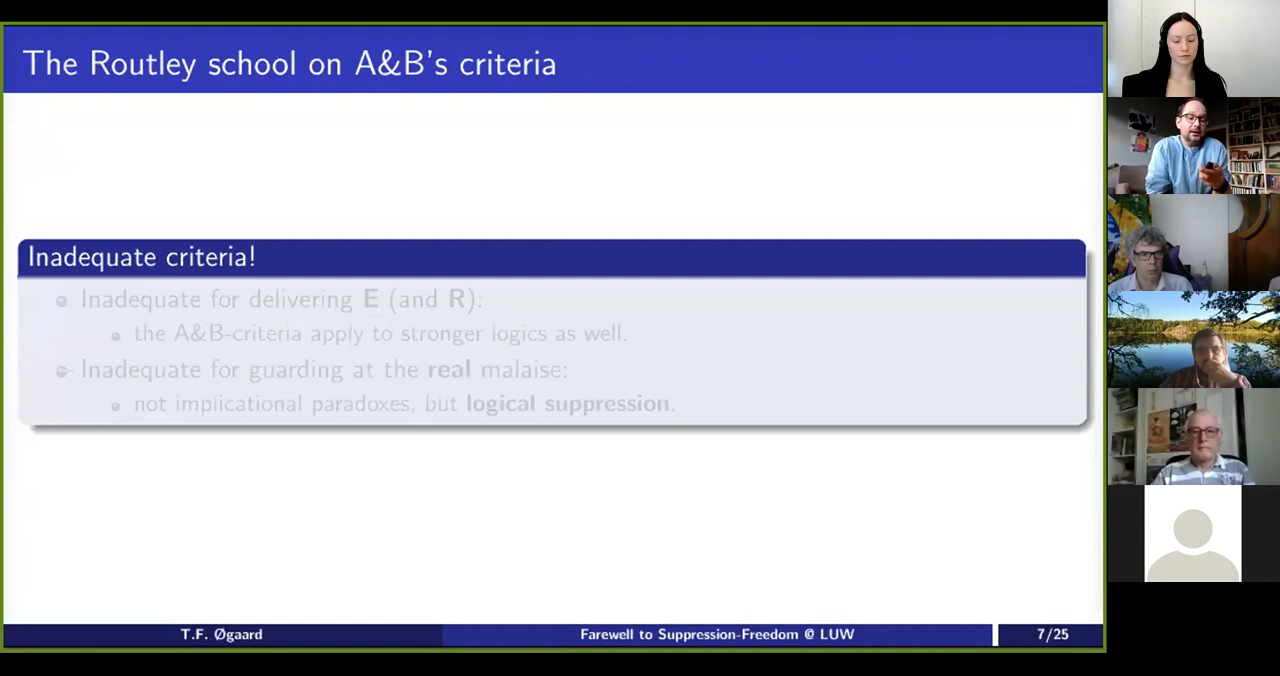 The Routley school on A&B's criteria
Inadequate criteria!
Inadequate for delivering E (and R):
the A&B-criteria apply to stronger logics as well.
Inadequate for guarding at the real malaise:
not implicational paradoxes, but logical suppression.
T.F. Øgaard
Farewell to Suppression-Freedom @ LUW
7/25